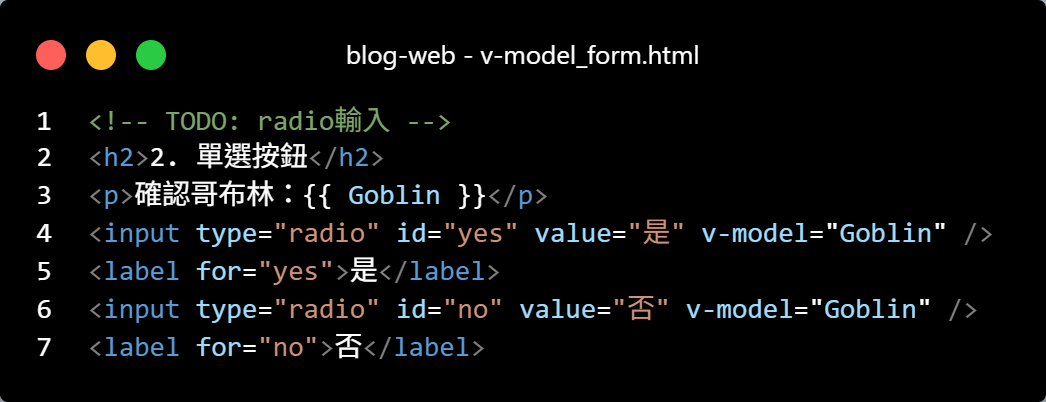 blog-web - v-model_form.html
1 <!-- TODO: radio輸入 -->
2 <h2>2. 單選按鈕</h2>
3 <p>確認哥布林：{{ Goblin }}</p>
4 <input type="radio" id="yes" value="是" v-model="Goblin" />
5 <label for="yes">是</label>
6 <input type="radio" id="no" value="否" v-model="Goblin" />
7 <label for="no">否</label>